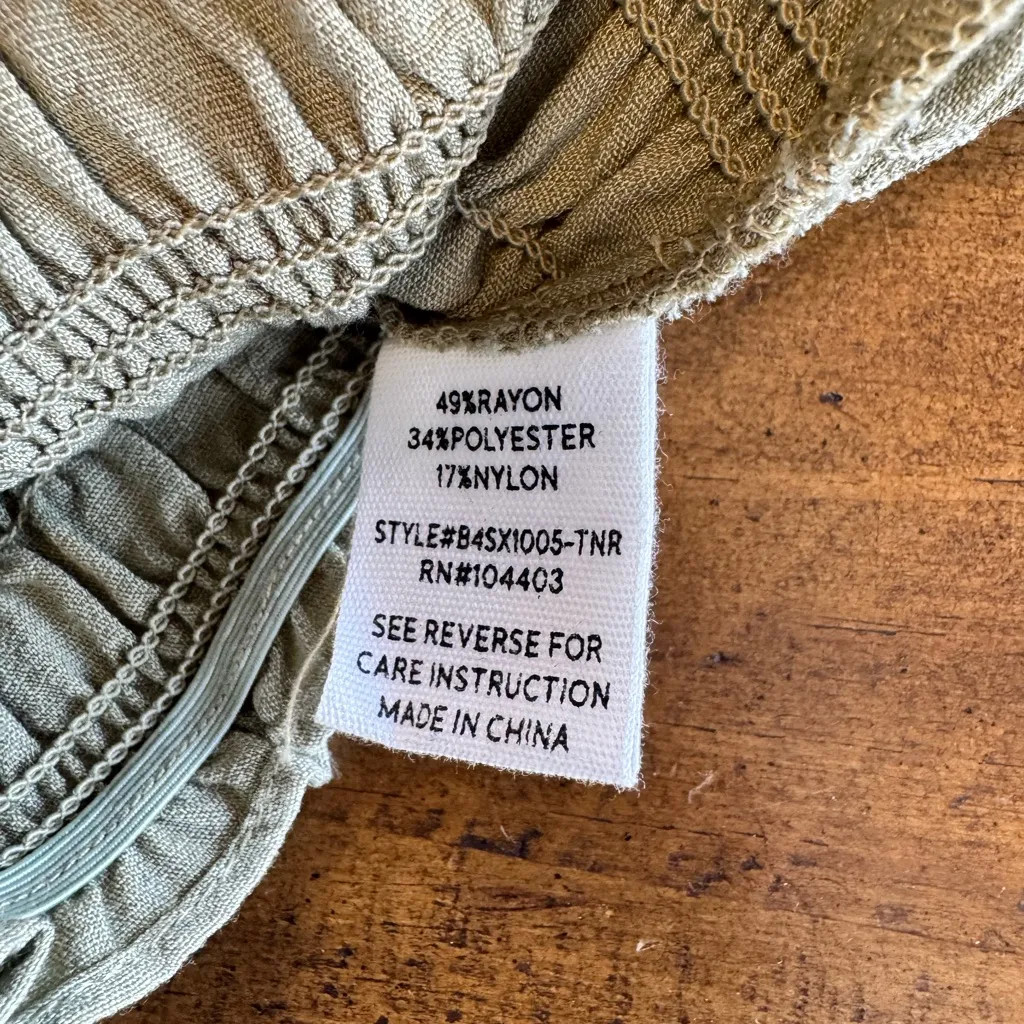 49%RAYON
34%POLYESTER
17%NYLON
STYLE#B4SX1005-TNR
RN#104403
SEE REVERSE FOR
CARE INSTRUCTION
MADE IN CHINA